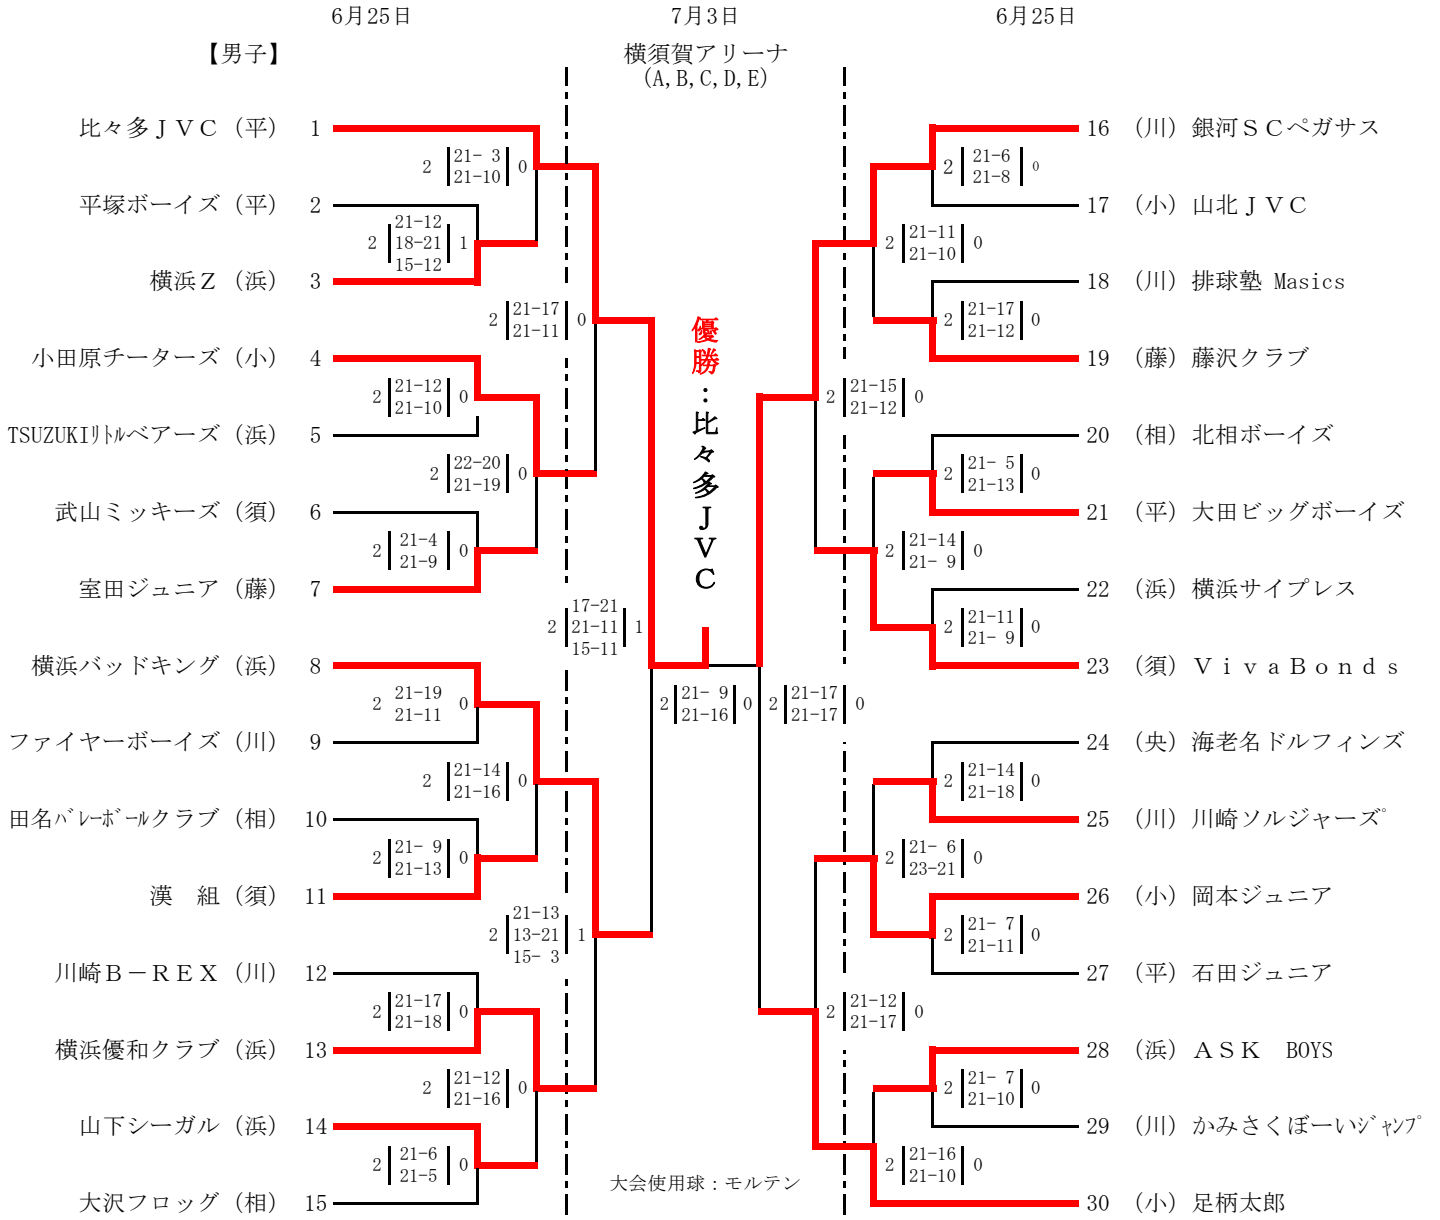 6月25日 7月3日 6月25日
【男子】 横須賀アリーナ
(A,B,C,D,E)
比々多ＪＶＣ（平） 1
2 21- 3 0
21-10
平塚ボーイズ（平） 2
2 21-12 1
18-21
15-12
横浜Ｚ（浜） 3
2 21-17 0
21-11
小田原チーターズ（小） 4
2 21-12 0
21-10
TSUZUKIﾘﾄﾙベアーズ（浜） 5
2 22-20 0
21-19
武山ミッキーズ（須） 6
2 21-4 0
21-9
室田ジュニア（藤） 7
2 17-21 1
21-11
15-11
横浜バッドキング（浜） 8
2 21-19 0
21-11
ファイヤーボーイズ（川） 9
2 21-14 0
21-16
田名ﾊﾞﾚｰﾎﾞｰﾙクラブ（相） 10
2 21- 9 0
21-13
漢　組（須） 11
2 21-13 1
13-21
15- 3
川崎Ｂ－ＲＥＸ（川） 12
2 21-17 0
21-18
横浜優和クラブ（浜） 13
2 21-12 0
21-16
山下シーガル（浜） 14
2 21-6 0
21-5
大沢フロッグ（相） 15
優勝：比々多ＪＶＣ
2 21- 9 0
21-16
2 21-17 0
21-17
大会使用球：モルテン
16 （川）銀河ＳＣペガサス
2 21-6 0
21-8
17 （小）山北ＪＶＣ
2 21-11 0
21-10
18 （川）排球塾 Masics
2 21-17 0
21-12
19 （藤）藤沢クラブ
2 21-15 0
21-12
20 （相）北相ボーイズ
2 21- 5 0
21-13
21 （平）大田ビッグボーイズ
2 21-14 0
21- 9
22 （浜）横浜サイプレス
2 21-11 0
21- 9
23 （須）ＶｉｖａＢｏｎｄｓ
24 （央）海老名ドルフィンズ
2 21-14 0
21-18
25 （川）川崎ソルジャーズ
2 21- 6 0
23-21
26 （小）岡本ジュニア
2 21- 7 0
21-11
27 （平）石田ジュニア
2 21-12 0
21-17
28 （浜）ＡＳＫ　BOYS
2 21- 7 0
21-10
29 （川）かみさくぼーいｼﾞｬﾝﾌﾟ
2 21-16 0
21-10
30 （小）足柄太郎